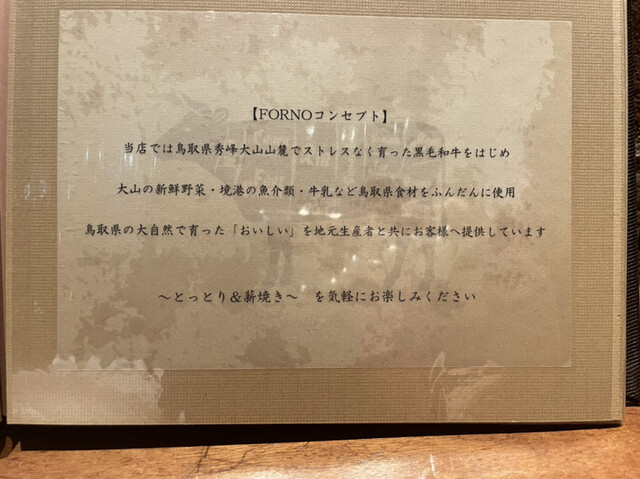 【FORNOコンセプト】
当店では鳥取県秀峰大山山麓でストレスなく育った黒毛和牛をはじめ
大山の新鮮野菜・境港の魚介類・牛乳など鳥取県食材をふんだんに使用
鳥取県の大自然で育った「おいしい」を地元生産者と共にお客様へ提供しています
～とっとり＆薪焼き～　を気軽にお楽しみください